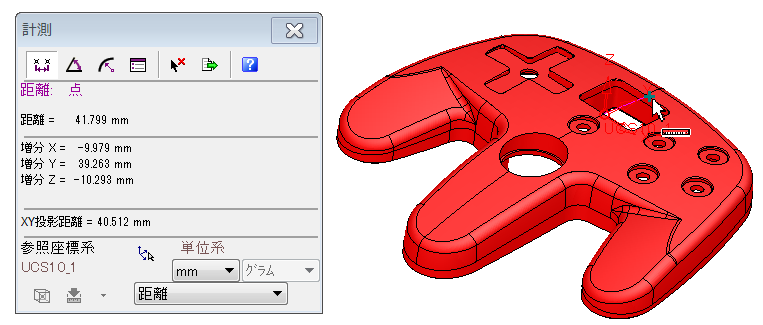 計測
距離: 点
距離 = 41.799 mm
増分 X = -9.979 mm
増分 Y = 39.263 mm
増分 Z = -10.293 mm
XY投影距離 = 40.512 mm
参照座標系 単位系
UCS10_1 mm グラム
距離
Z